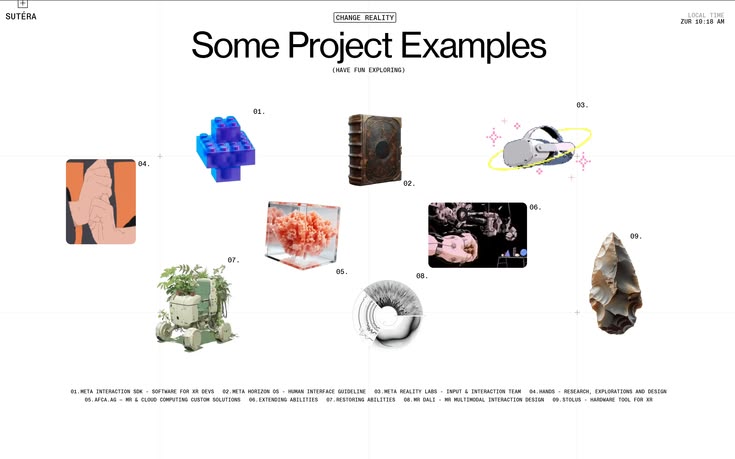 SUTÉRA
CHANGE REALITY
LOCAL TIME
ZUR 10:18 AM
Some Project Examples
(HAVE FUN EXPLORING)
01.
02.
03.
04.
05.
06.
07.
08.
09.
01.META INTERACTION SDK - SOFTWARE FOR XR DEVS 02.META HORIZON OS - HUMAN INTERFACE GUIDELINE 03.META REALITY LABS - INPUT & INTERACTION TEAM 04.HANDS - RESEARCH, EXPLORATIONS AND DESIGN
05.AFCA.AG - MR & CLOUD COMPUTING CUSTOM SOLUTIONS 06.EXTENDING ABILITIES 07.RESTORING ABILITIES 08.MR DALI - MR MULTIMODAL INTERACTION DESIGN 09.STOLUS - HARDWARE TOOL FOR XR